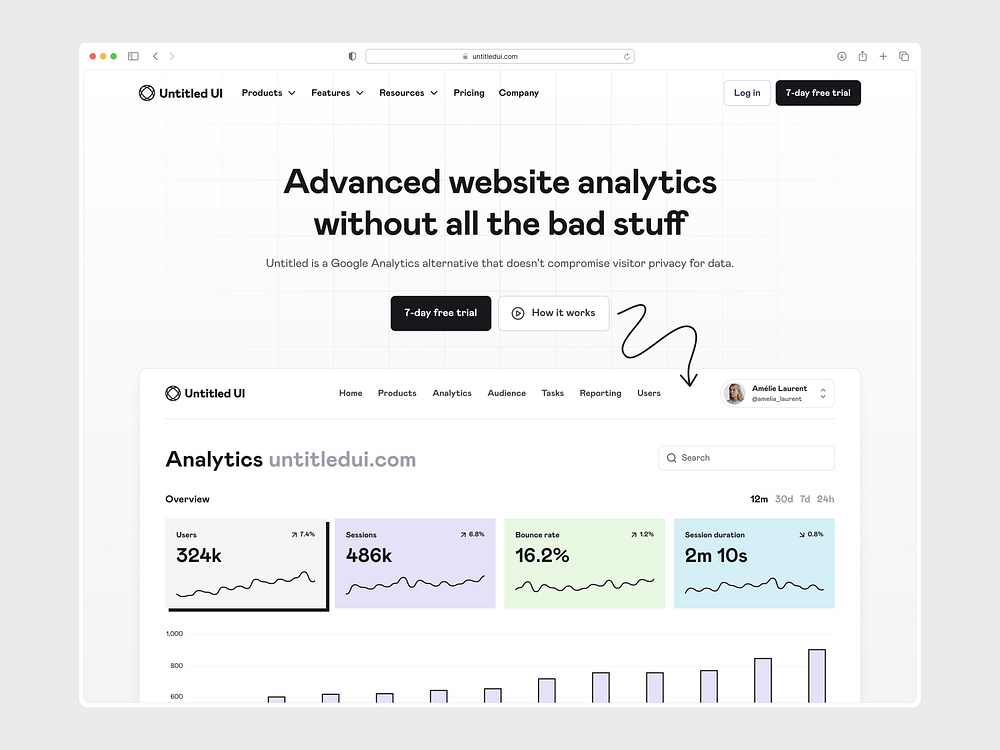 untitledui.com
Untitled UI Products Features Resources Pricing Company Log in 7-day free trial
Advanced website analytics
without all the bad stuff
Untitled is a Google Analytics alternative that doesn't compromise visitor privacy for data.
7-day free trial How it works
Untitled UI Home Products Analytics Audience Tasks Reporting Users Amélie Laurent
@amelia_laurent
Analytics untitledui.com Search
Overview 12m 30d 7d 24h
Users 7.4% Sessions 6.8% Bounce rate 1.2% Session duration 0.8%
324k 486k 16.2% 2m 10s
1,000
800
600